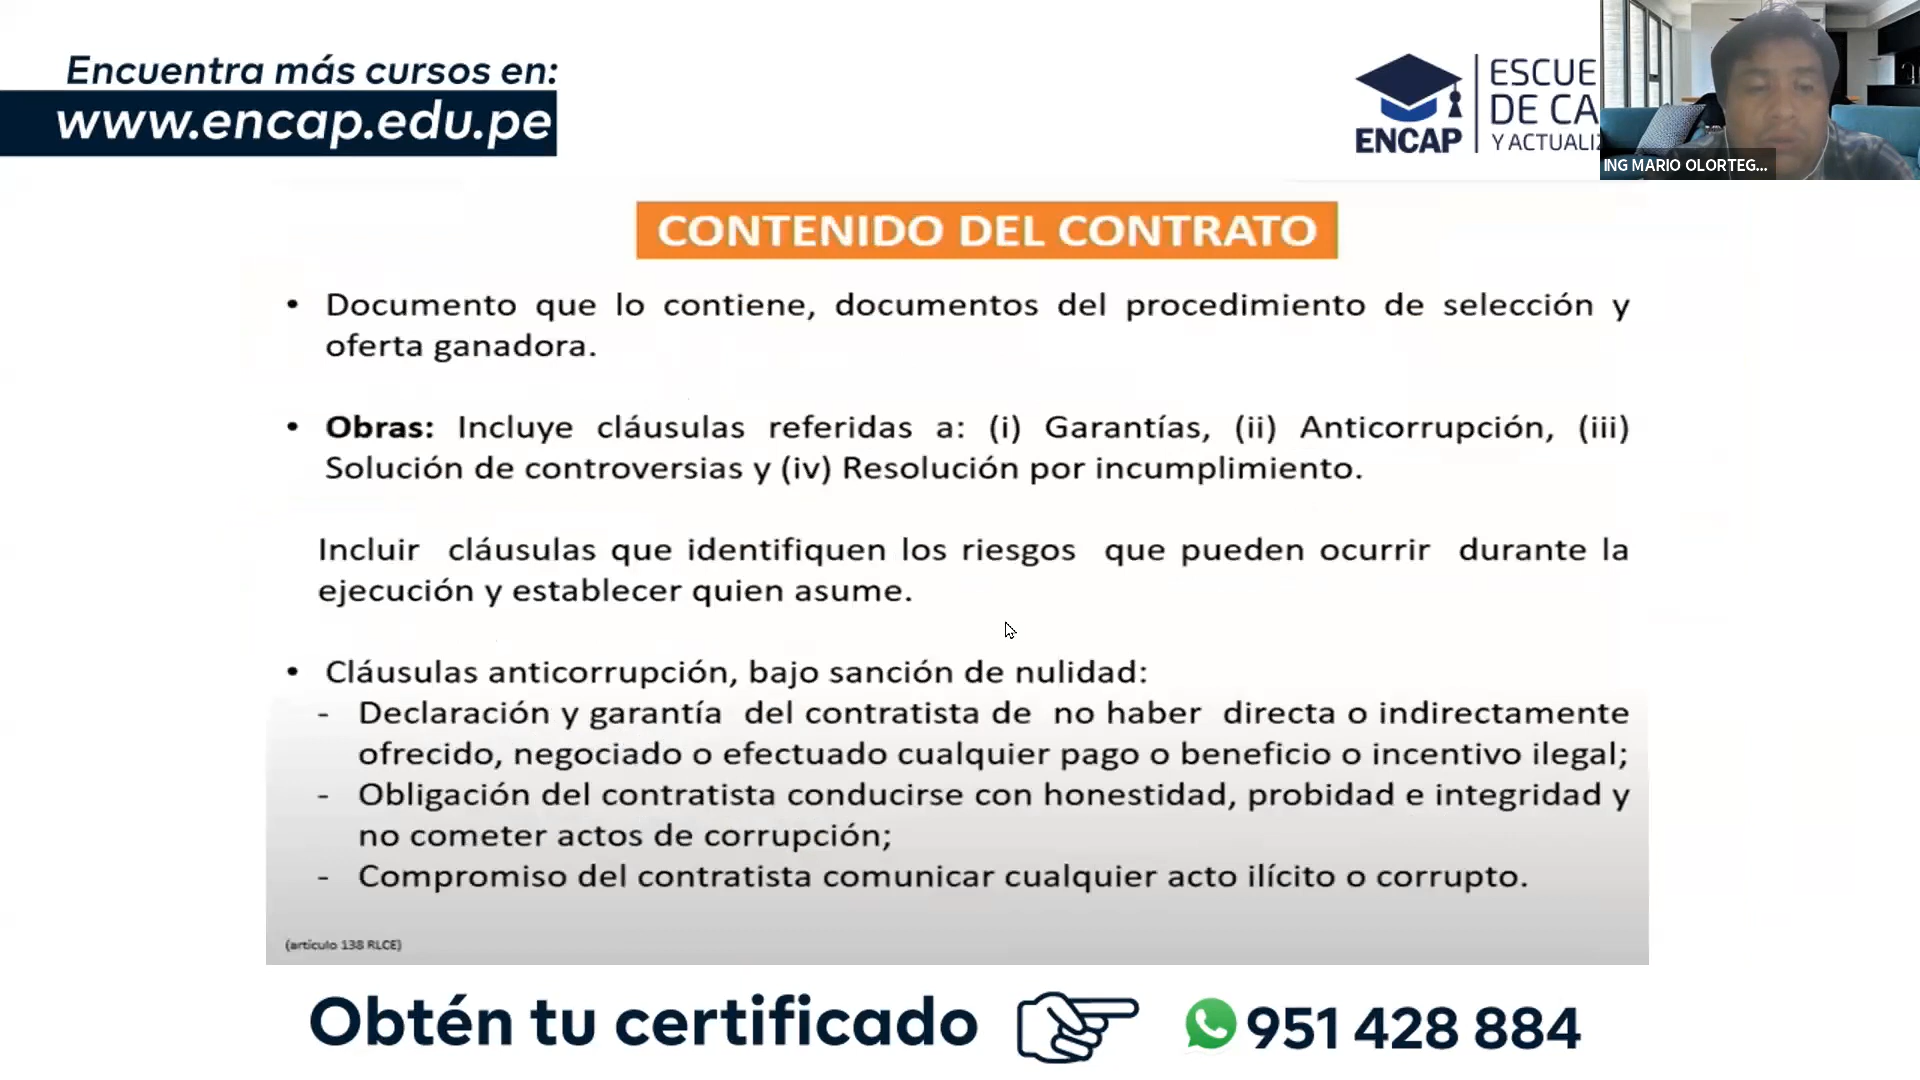 Encuentra más cursos en:
www.encap.edu.pe
ENCAP
ESCUE
DE CA
Y ACTUALIZ
ING MARIO OLORTEG...
CONTENIDO DEL CONTRATO
• Documento que lo contiene, documentos del procedimiento de selección y
oferta ganadora.
• Obras: Incluye cláusulas referidas a: (i) Garantías, (ii) Anticorrupción, (iii)
Solución de controversias y (iv) Resolución por incumplimiento.
Incluir cláusulas que identifiquen los riesgos que pueden ocurrir durante la
ejecución y establecer quien asume.
• Cláusulas anticorrupción, bajo sanción de nulidad:
- Declaración y garantía del contratista de no haber directa o indirectamente
ofrecido, negociado o efectuado cualquier pago o beneficio o incentivo ilegal;
- Obligación del contratista conducirse con honestidad, probidad e integridad y
no cometer actos de corrupción;
- Compromiso del contratista comunicar cualquier acto ilícito o corrupto.
(artículo 138 RLCE)
Obtén tu certificado
951 428 884